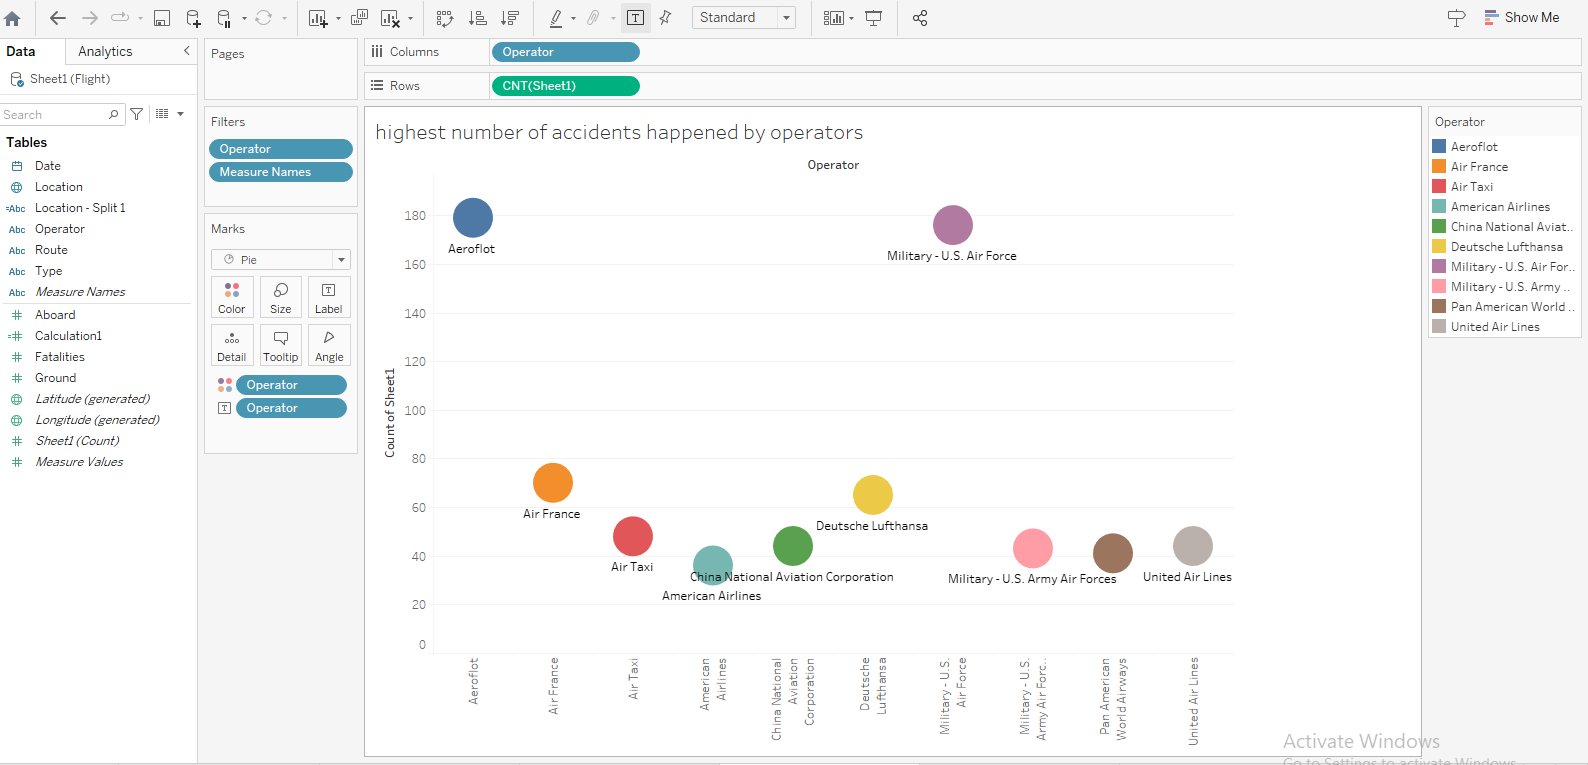 Standard
Show Me
Data
Analytics
Pages
Columns
Operator
Sheet1 (Flight)
Rows
CNT(Sheet1)
Search
Filters
Operator
Measure Names
Tables
Date
Location
Abc Location - Split 1
Abc Operator
Abc Route
Abc Type
Abc Measure Names
Aboard
Calculation1
Fatalities
Ground
Latitude (generated)
Longitude (generated)
Sheet1 (Count)
Measure Values
Marks
Pie
Color
Size
Label
Detail
Tooltip
Angle
Operator
Operator
highest number of accidents happened by operators
Operator
Count of Sheet1
180
160
140
120
100
80
60
40
20
0
Aeroflot
Military - U.S. Air Force
Air France
Deutsche Lufthansa
Air Taxi
China National Aviation Corporation
American Airlines
Military - U.S. Army Air Forces
United Air Lines
Aeroflot
Air France
Air Taxi
American
Airlines
China National
Aviation
Corporation
Deutsche
Lufthansa
Military - U.S.
Air Force
Military - U.S.
Army Air Forc..
Pan American
World Airways
United Air Lines
Operator
Aeroflot
Air France
Air Taxi
American Airlines
China National Aviat..
Deutsche Lufthansa
Military - U.S. Air For..
Military - U.S. Army ..
Pan American World ..
United Air Lines
Activate Windows
Go to Settings to activate Windows.